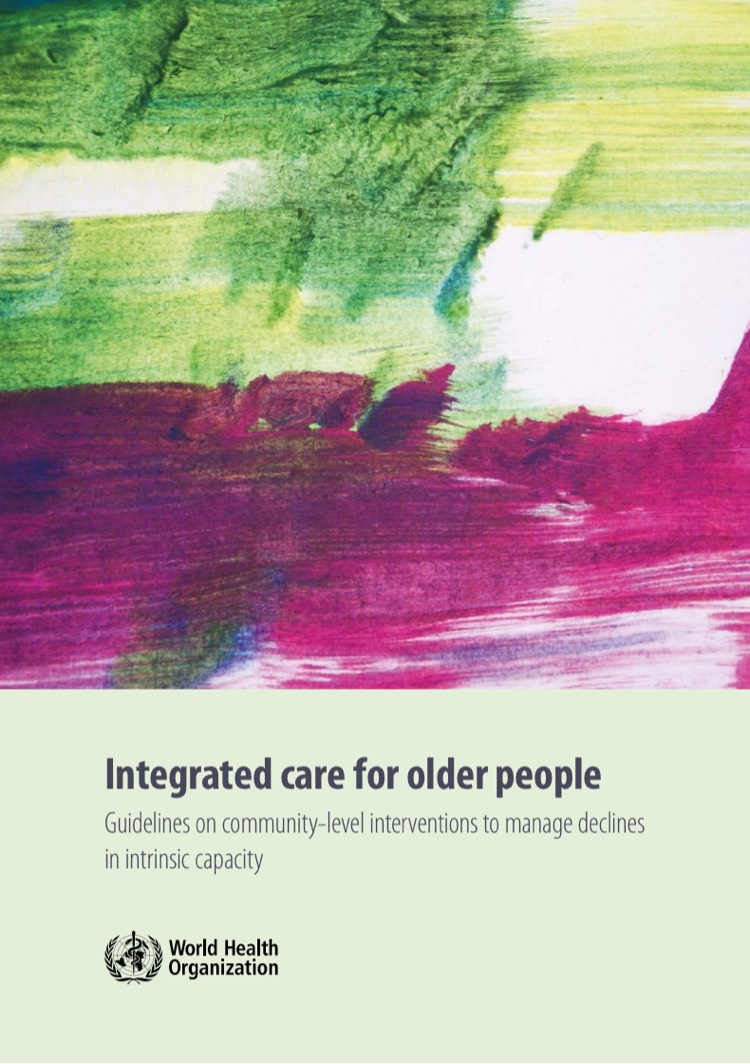 Integrated care for older people
Guidelines on community-level interventions to manage declines
in intrinsic capacity
World Health
Organization